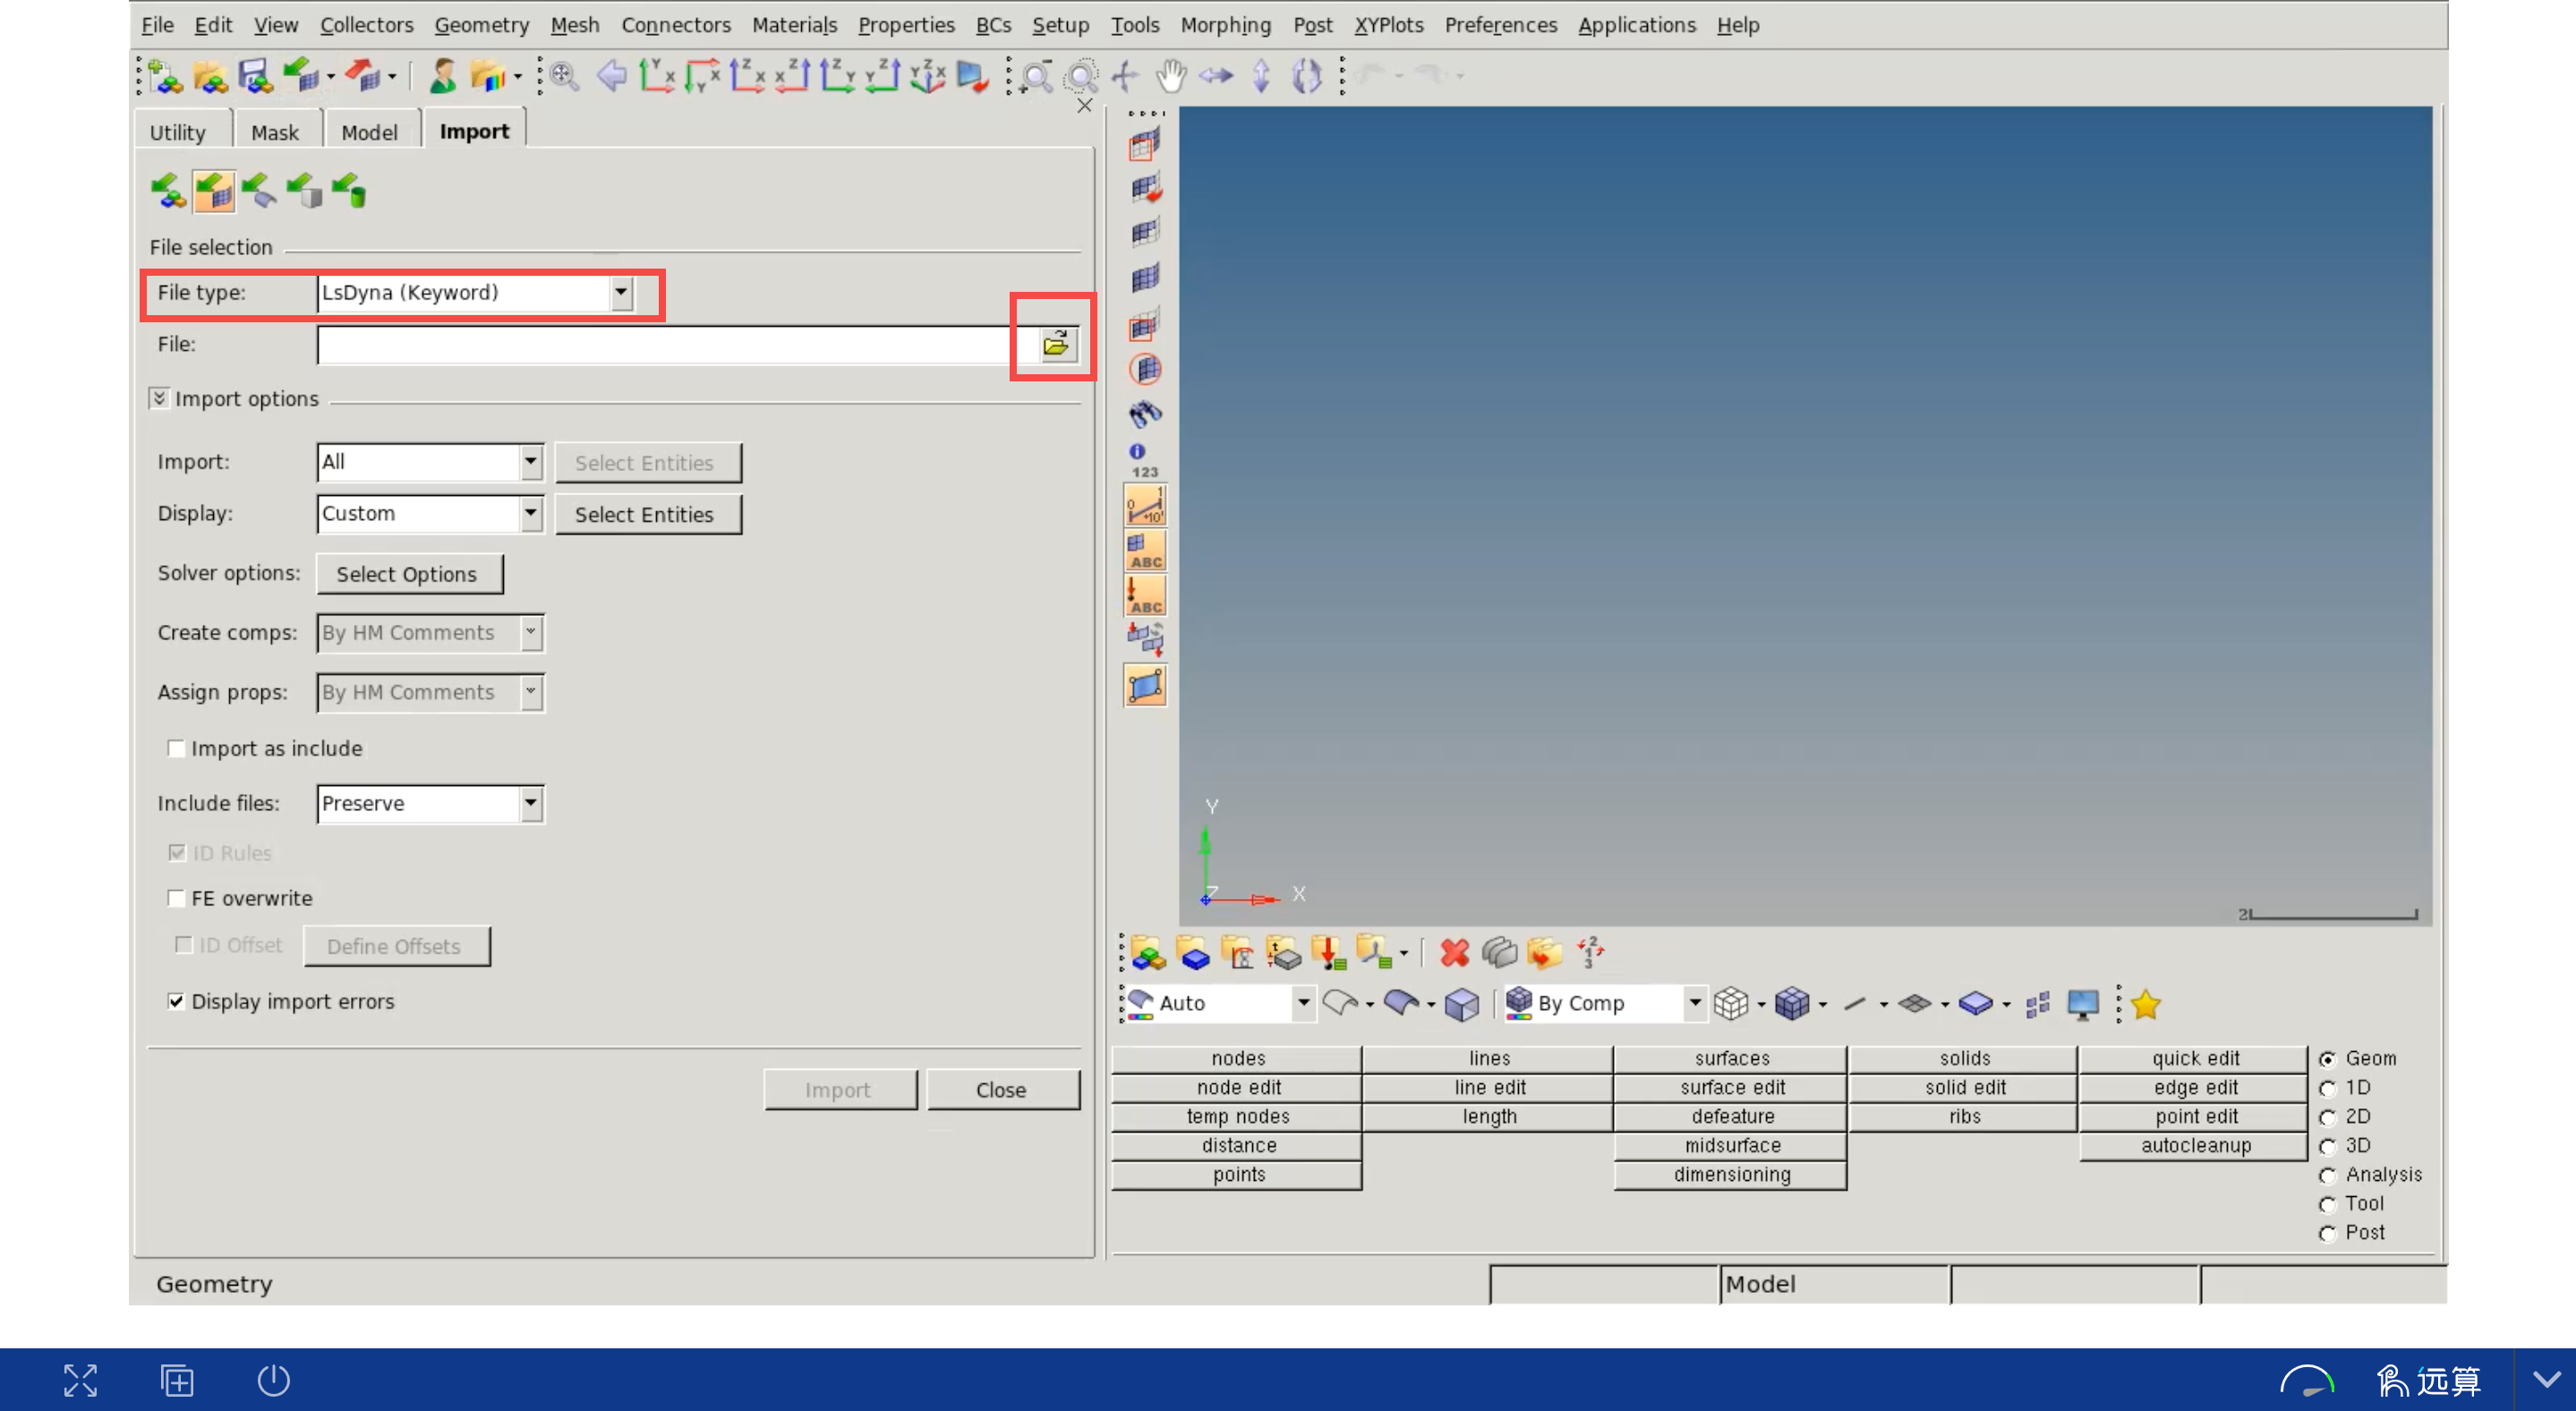 File Edit View Collectors Geometry Mesh Connectors Materials Properties BCs Setup Tools Morphing Post XYPlots Preferences Applications Help
Utility Mask Model Import
File selection
File type: LsDyna (Keyword)
File:
Import options
Import: All Select Entities
Display: Custom Select Entities
Solver options: Select Options
Create comps: By HM Comments
Assign props: By HM Comments
Import as include
Include files: Preserve
ID Rules
FE overwrite
ID Offset Define Offsets
Display import errors
Import Close
123
ABC
ABC
Y
Z X
2
Auto By Comp
nodes lines surfaces solids quick edit Geom
node edit line edit surface edit solid edit edge edit 1D
temp nodes length defeature ribs point edit 2D
distance midsurface autocleanup 3D
points dimensioning Analysis
Tool
Post
Geometry Model
远算